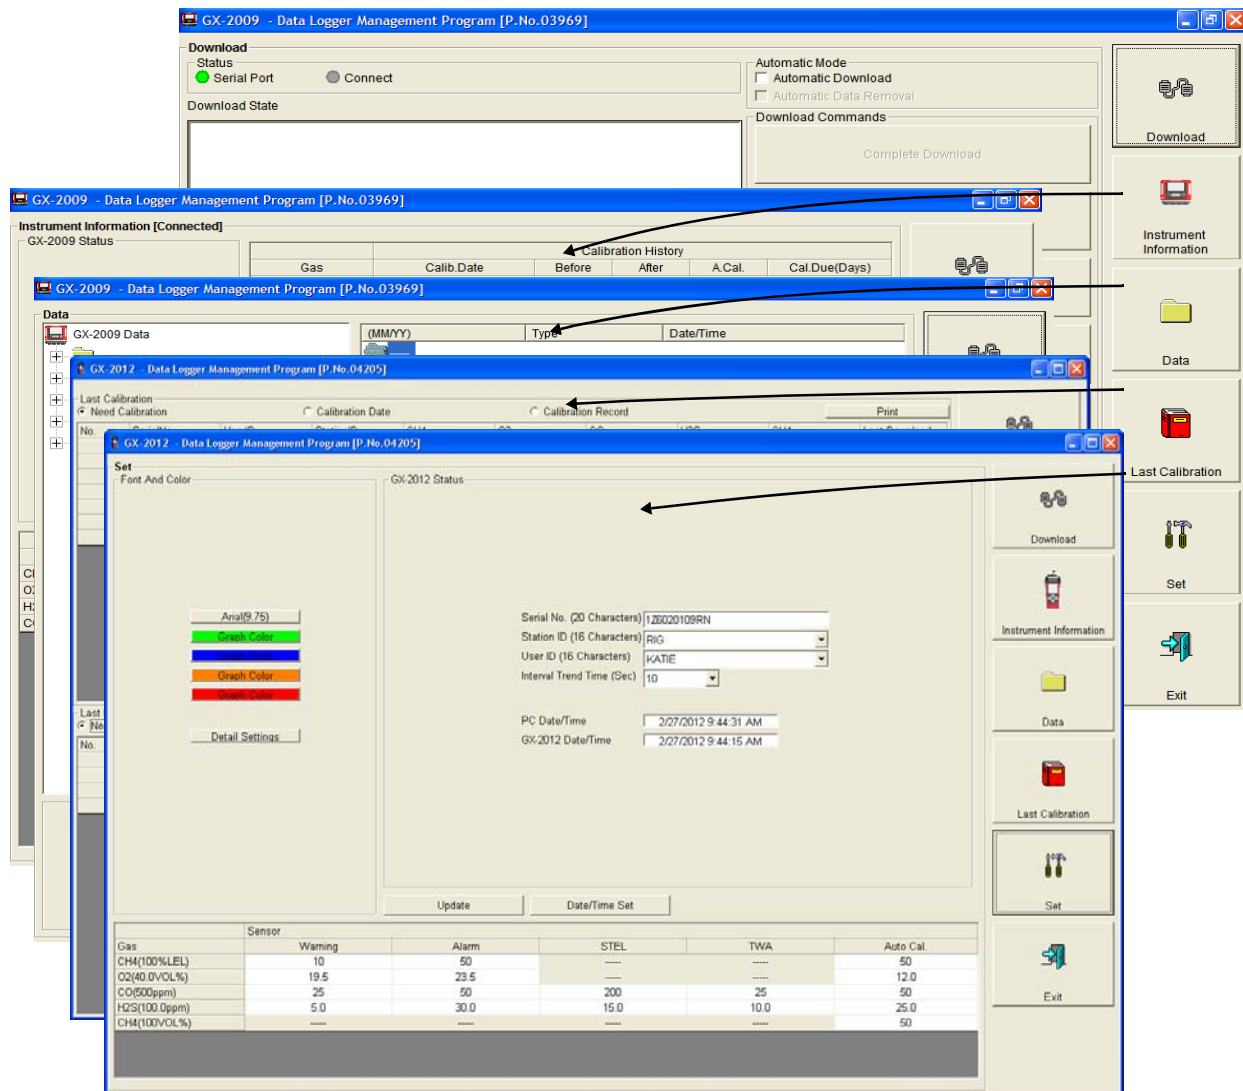 GX-2009 - Data Logger Management Program [P.No.03969]
Download
Status
Serial Port Connect
Automatic Mode
Automatic Download
Automatic Data Removal
Download State
Download Commands
Complete Download
Download
Instrument Information
Data
Last Calibration
Set
Exit
GX-2009 - Data Logger Management Program [P.No.03969]
Instrument Information [Connected]
GX-2009 Status
Calibration History
Gas Calib.Date Before After A.Cal. Cal.Due(Days)
GX-2009 - Data Logger Management Program [P.No.03969]
Data
GX-2009 Data
(MM/YY) Type Date/Time
GX-2012 - Data Logger Management Program [P.No.04205]
Last Calibration
Need Calibration Calibration Date Calibration Record Print
No.
Last
No.
GX-2012 - Data Logger Management Program [P.No.04205]
Set
Font And Color
GX-2012 Status
Arial(9.75)
Graph Color
Graph Color
Graph Color
Detail Settings
Serial No. (20 Characters) 1Z6020109RN
Station ID (16 Characters) RIG
User ID (16 Characters) KATIE
Interval Trend Time (Sec) 10
PC Date/Time 2/27/2012 9:44:31 AM
GX-2012 Date/Time 2/27/2012 9:44:15 AM
Update Date/Time Set
Sensor
Gas Warning Alarm STEL TWA Auto Cal.
CH4(100%LEL) 10 50 ----- ----- 50
O2(40.0VOL%) 19.5 23.5 ----- ----- 12.0
CO(500ppm) 25 50 200 25 50
H2S(100.0ppm) 5.0 30.0 15.0 10.0 25.0
CH4(100VOL%) ----- ----- ----- ----- 50
Download
Instrument Information
Data
Last Calibration
Set
Exit